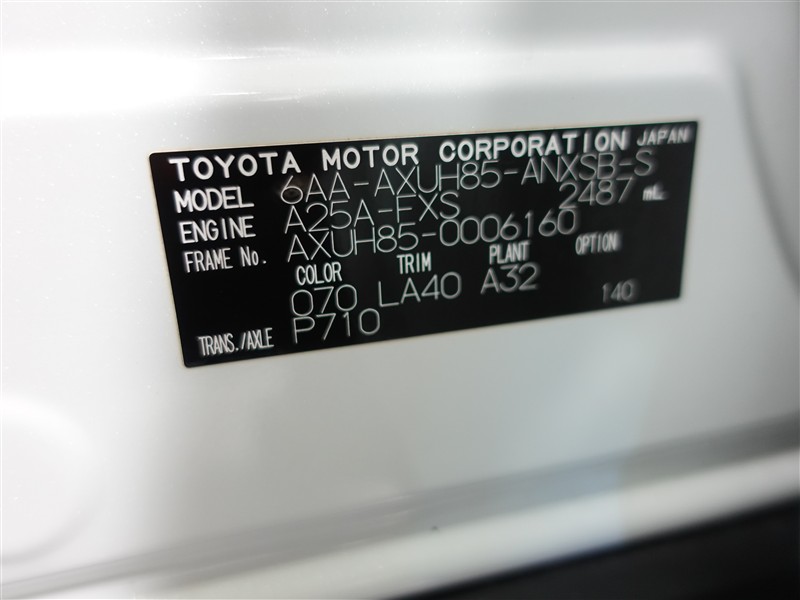 TOYOTA MOTOR CORPORATION JAPAN
MODEL 6AA-AXUH85-ANXSB-S
ENGINE A25A-FXS 2487 mL
FRAME No. AXUH85-0006160
COLOR TRIM PLANT OPTION
070 LA40 A32 140
TRANS./AXLE P710